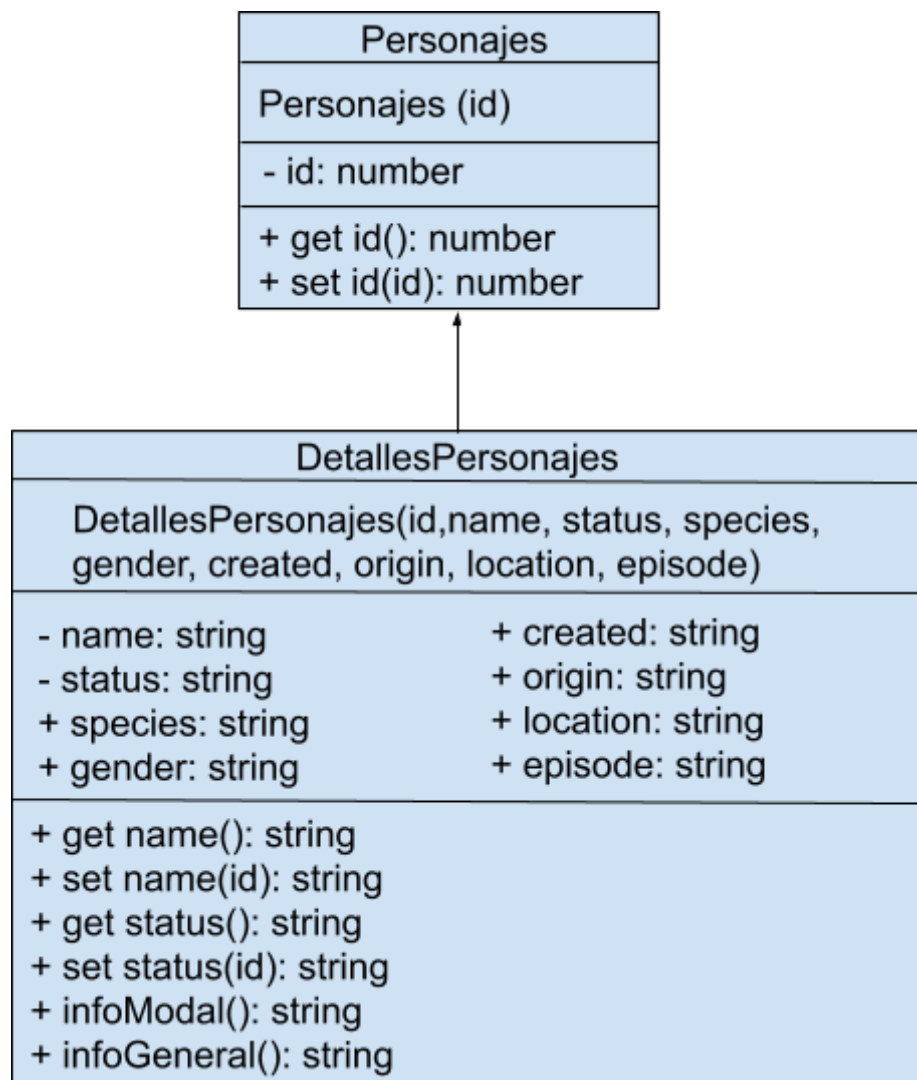 Personajes
Personajes (id)
- id: number
+ get id(): number
+ set id(id): number
DetallesPersonajes
DetallesPersonajes(id,name, status, species,
gender, created, origin, location, episode)
- name: string
- status: string
+ species: string
+ gender: string
+ created: string
+ origin: string
+ location: string
+ episode: string
+ get name(): string
+ set name(id): string
+ get status(): string
+ set status(id): string
+ infoModal(): string
+ infoGeneral(): string